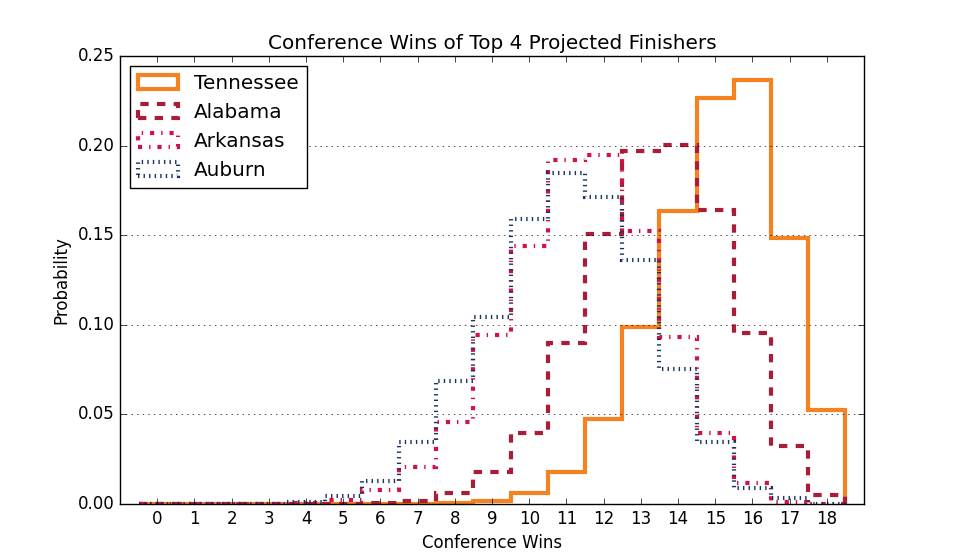 Conference Wins of Top 4 Projected Finishers
Tennessee
Alabama
Arkansas
Auburn
0.25
0.20
0.15
0.10
0.05
0.00
Probability
0 1 2 3 4 5 6 7 8 9 10 11 12 13 14 15 16 17 18
Conference Wins